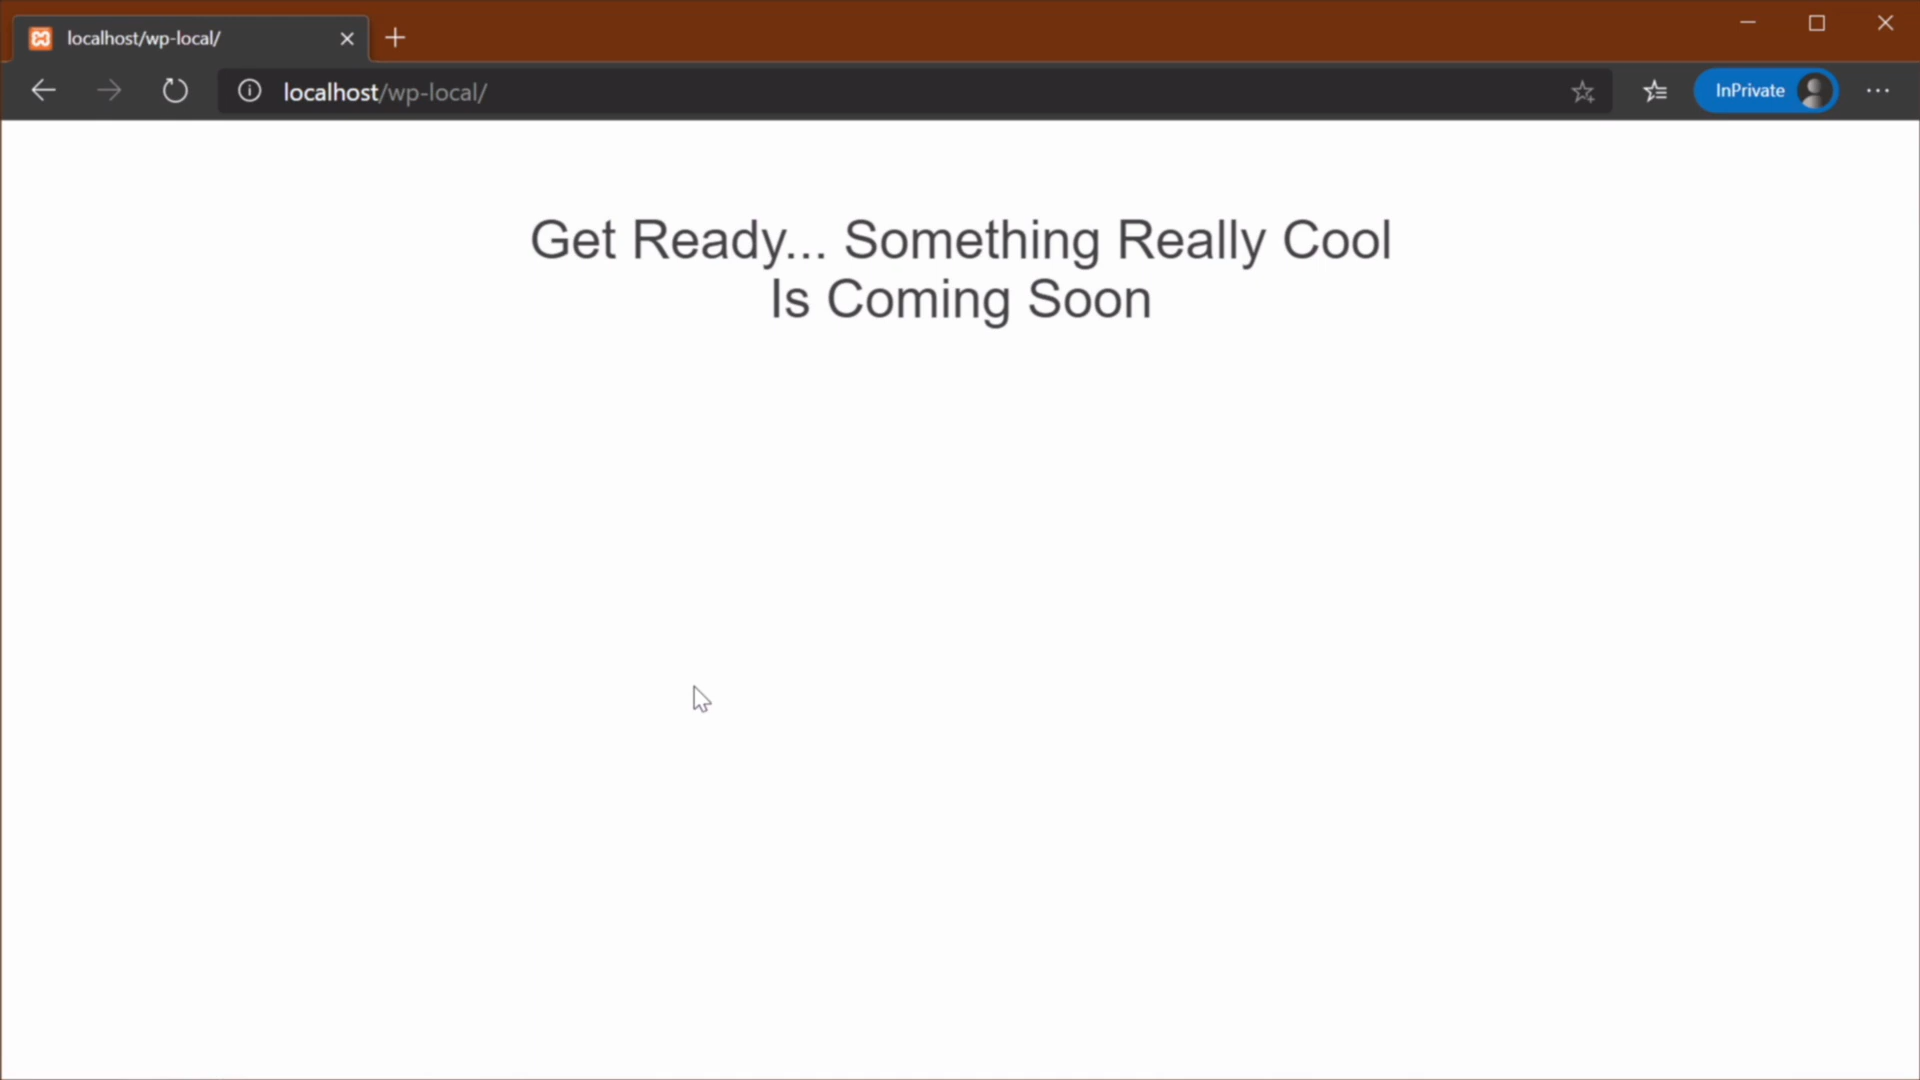 localhost/wp-local/
localhost/wp-local/
InPrivate
Get Ready... Something Really Cool
Is Coming Soon